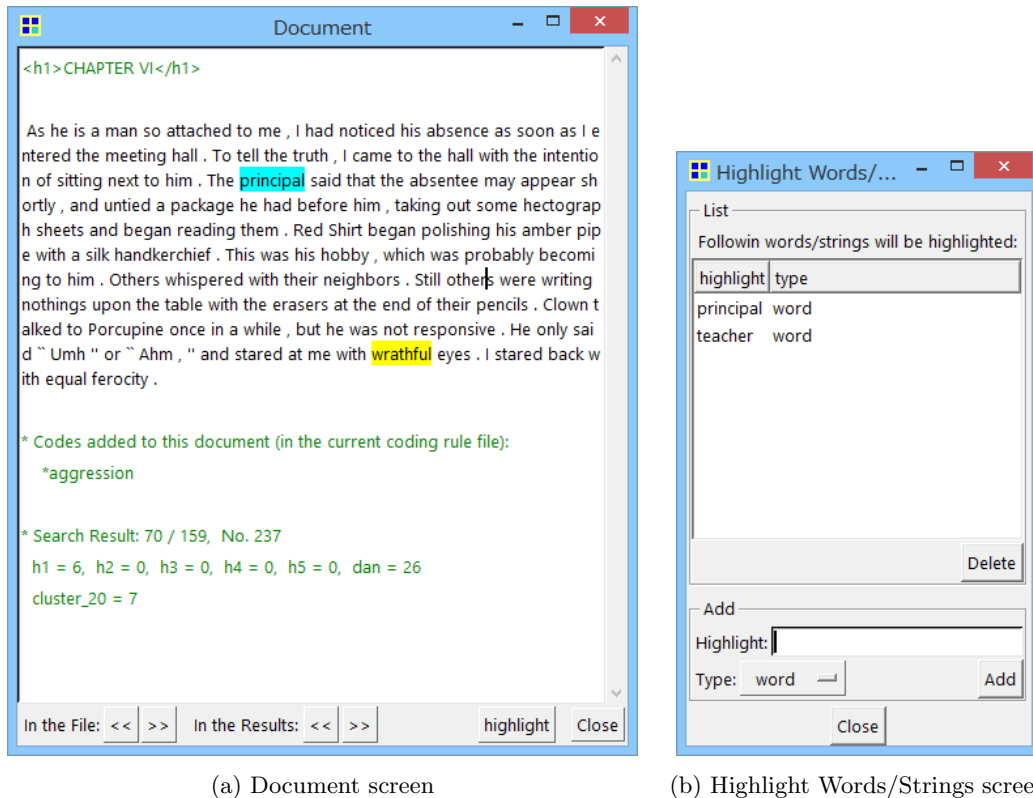 Document
<h1>CHAPTER VI</h1>
As he is a man so attached to me , I had noticed his absence as soon as I e
ntered the meeting hall . To tell the truth , I came to the hall with the intentio
n of sitting next to him . The principal said that the absentee may appear sh
ortly , and untied a package he had before him , taking out some hectograp
h sheets and began reading them . Red Shirt began polishing his amber pip
e with a silk handkerchief . This was his hobby , which was probably becomi
ng to him . Others whispered with their neighbors . Still others were writing
nothings upon the table with the erasers at the end of their pencils . Clown t
alked to Porcupine once in a while , but he was not responsive . He only sai
d `` Umh '' or `` Ahm , '' and stared at me with wrathful eyes . I stared back w
ith equal ferocity .
* Codes added to this document (in the current coding rule file):
*aggression
* Search Result: 70 / 159, No. 237
h1 = 6, h2 = 0, h3 = 0, h4 = 0, h5 = 0, dan = 26
cluster_20 = 7
In the File: << >> In the Results: << >> highlight Close
(a) Document screen
Highlight Words/...
List
Followin words/strings will be highlighted:
highlight type
principal word
teacher word
Delete
Add
Highlight:
Type: word Add
Close
(b) Highlight Words/Strings scree